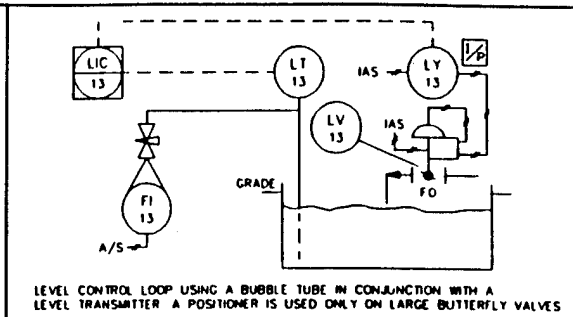 LIC
13
LT
13
IAS
LY
13
I/P
LV
13
IAS
GRADE
FO
FI
13
A/S
LEVEL CONTROL LOOP USING A BUBBLE TUBE IN CONJUNCTION WITH A
LEVEL TRANSMITTER A POSITIONER IS USED ONLY ON LARGE BUTTERFLY VALVES